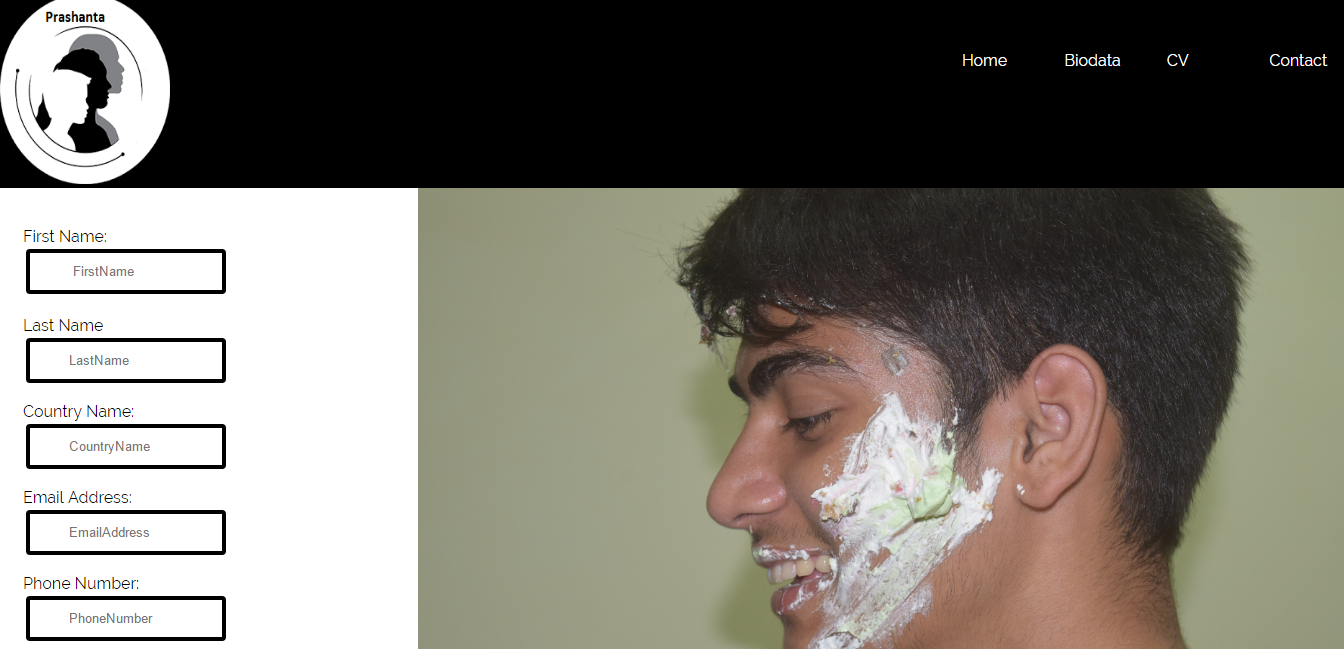 Prashanta
Home Biodata CV Contact
First Name:
FirstName
Last Name
LastName
Country Name:
CountryName
Email Address:
EmailAddress
Phone Number:
PhoneNumber